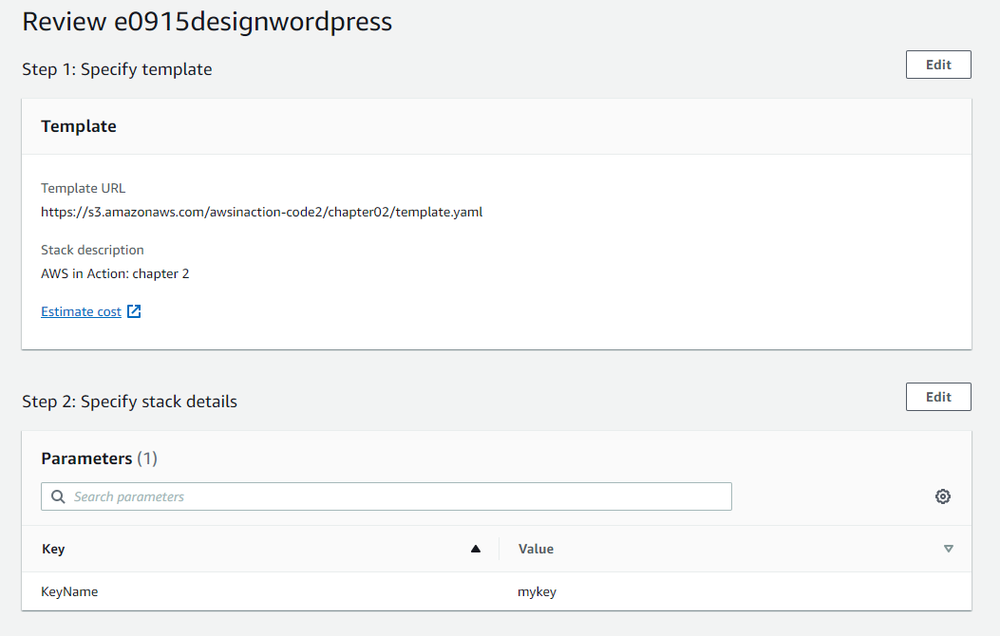 Review e0915designwordpress
Step 1: Specify template
Edit
Template
Template URL
https://s3.amazonaws.com/awsinaction-code2/chapter02/template.yaml
Stack description
AWS in Action: chapter 2
Estimate cost
Step 2: Specify stack details
Edit
Parameters (1)
Search parameters
Key Value
KeyName mykey